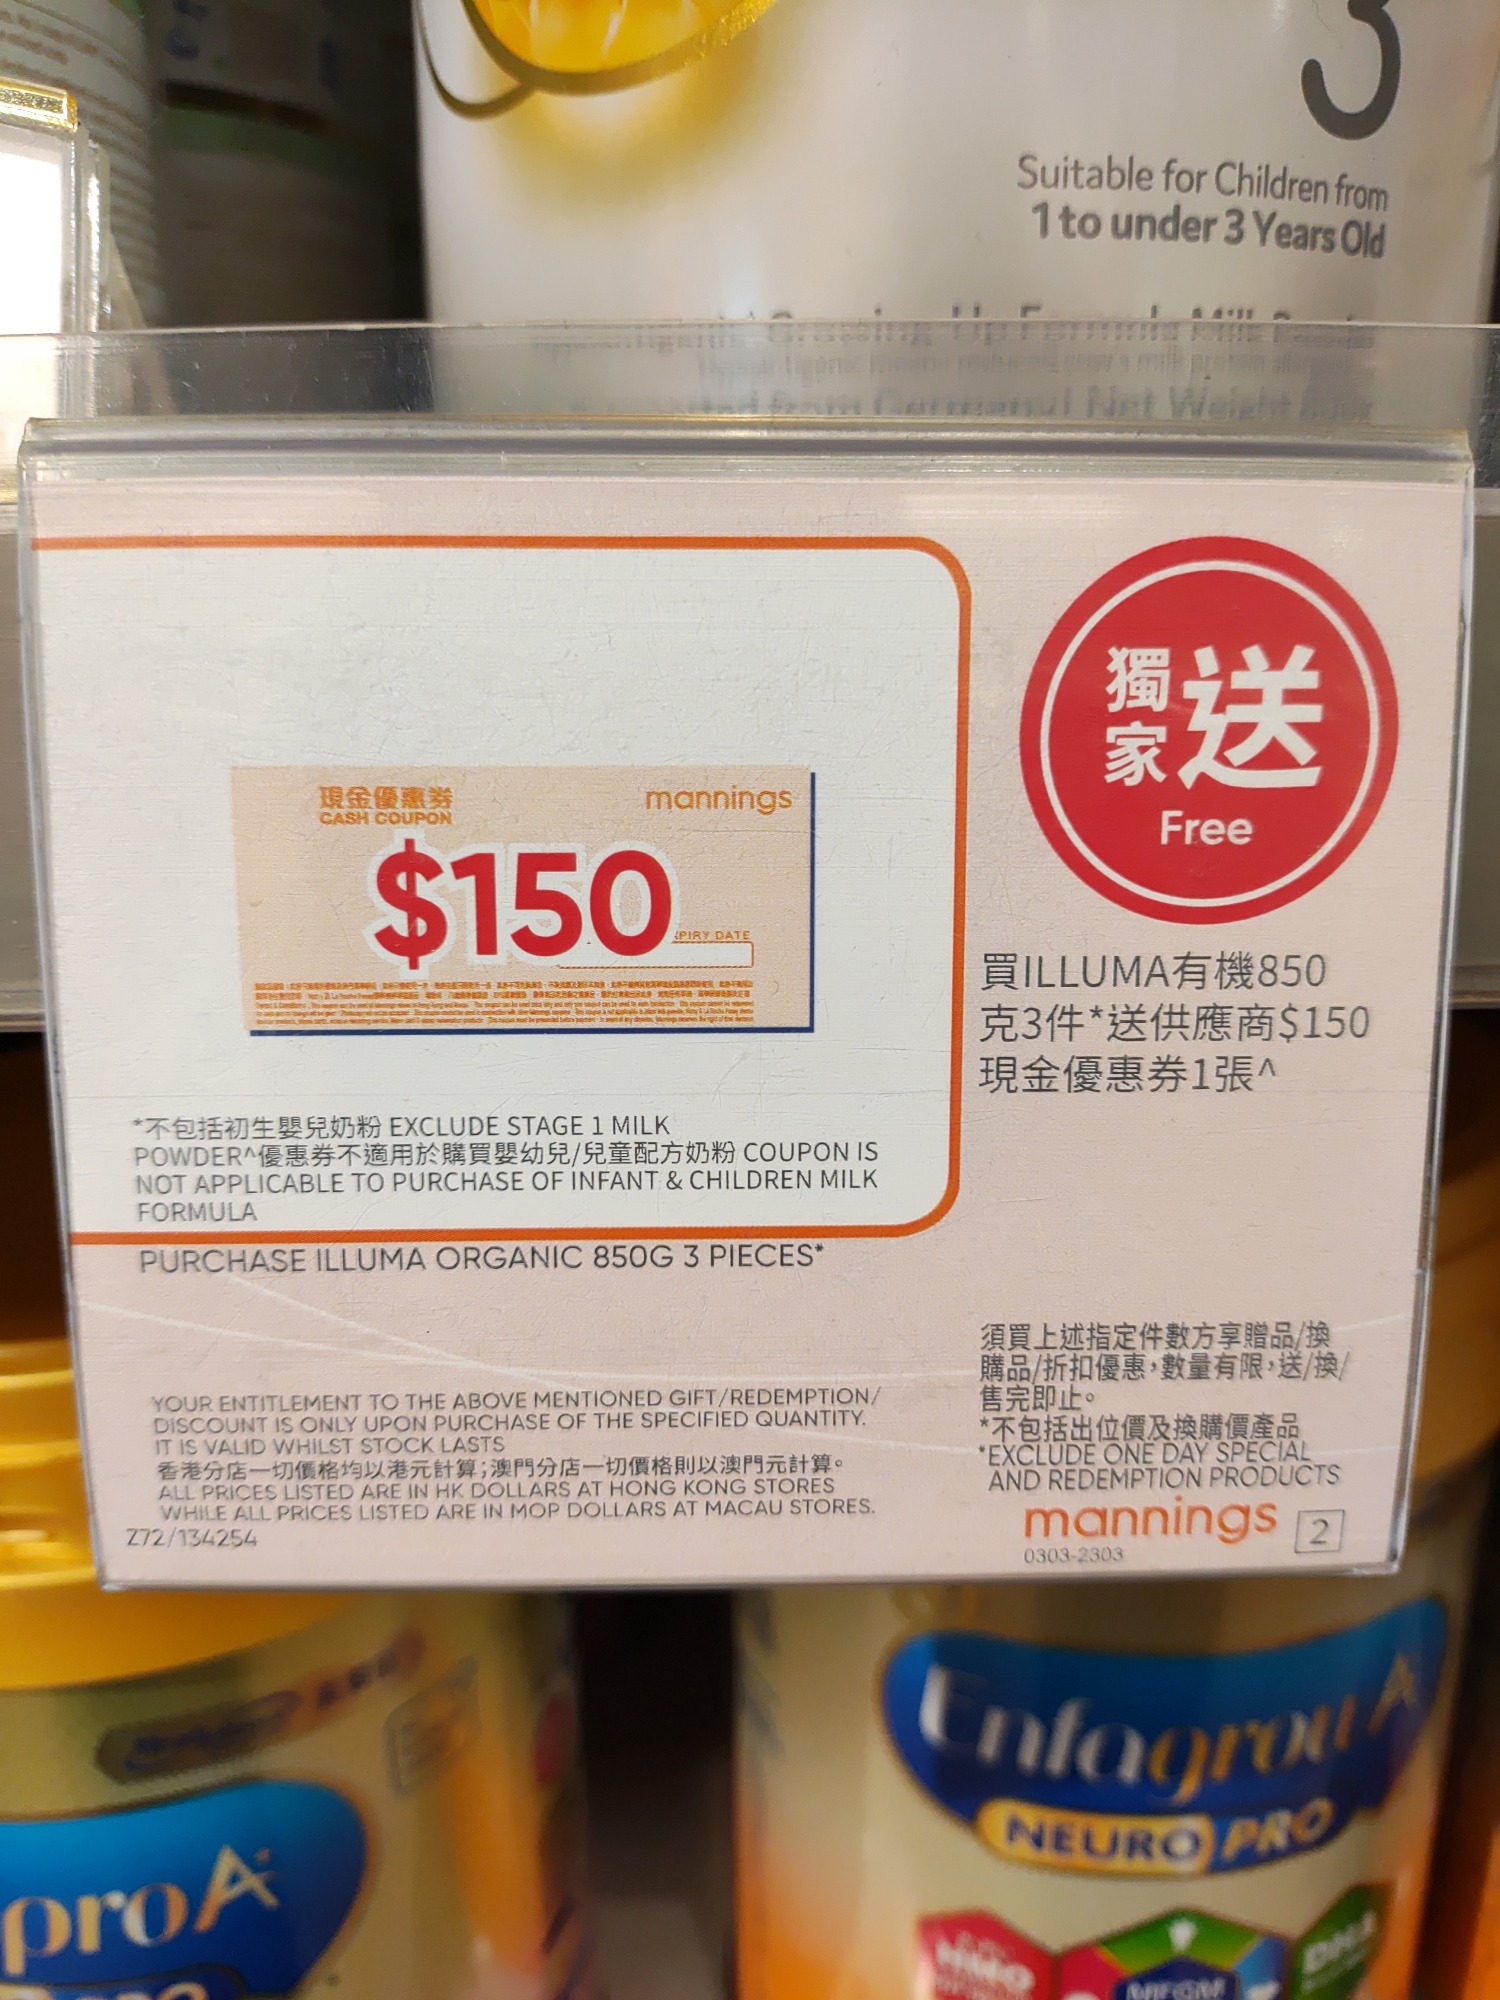 3
Suitable for Children from
1 to under 3 Years Old
現金優惠券
CASH COUPON
mannings
$150
PIRY DATE
獨家送
Free
買ILLUMA有機850
克3件*送供應商$150
現金優惠券1張^
*不包括初生嬰兒奶粉 EXCLUDE STAGE 1 MILK
POWDER^優惠券不適用於購買嬰幼兒/兒童配方奶粉 COUPON IS
NOT APPLICABLE TO PURCHASE OF INFANT & CHILDREN MILK
FORMULA
PURCHASE ILLUMA ORGANIC 850G 3 PIECES*
須買上述指定件數方享贈品/換
購品/折扣優惠，數量有限，送/換/
售完即止。
*不包括出位價及換購價產品
*EXCLUDE ONE DAY SPECIAL
AND REDEMPTION PRODUCTS
YOUR ENTITLEMENT TO THE ABOVE MENTIONED GIFT/REDEMPTION/
DISCOUNT IS ONLY UPON PURCHASE OF THE SPECIFIED QUANTITY.
IT IS VALID WHILST STOCK LASTS
香港分店一切價格均以港元計算；澳門分店一切價格則以澳門元計算。
ALL PRICES LISTED ARE IN HK DOLLARS AT HONG KONG STORES
WHILE ALL PRICES LISTED ARE IN MOP DOLLARS AT MACAU STORES.
Z72/134254
mannings 2
0303-2303
Enfagrow A+
NEURO PRO
pro A+
MFGM
DHA